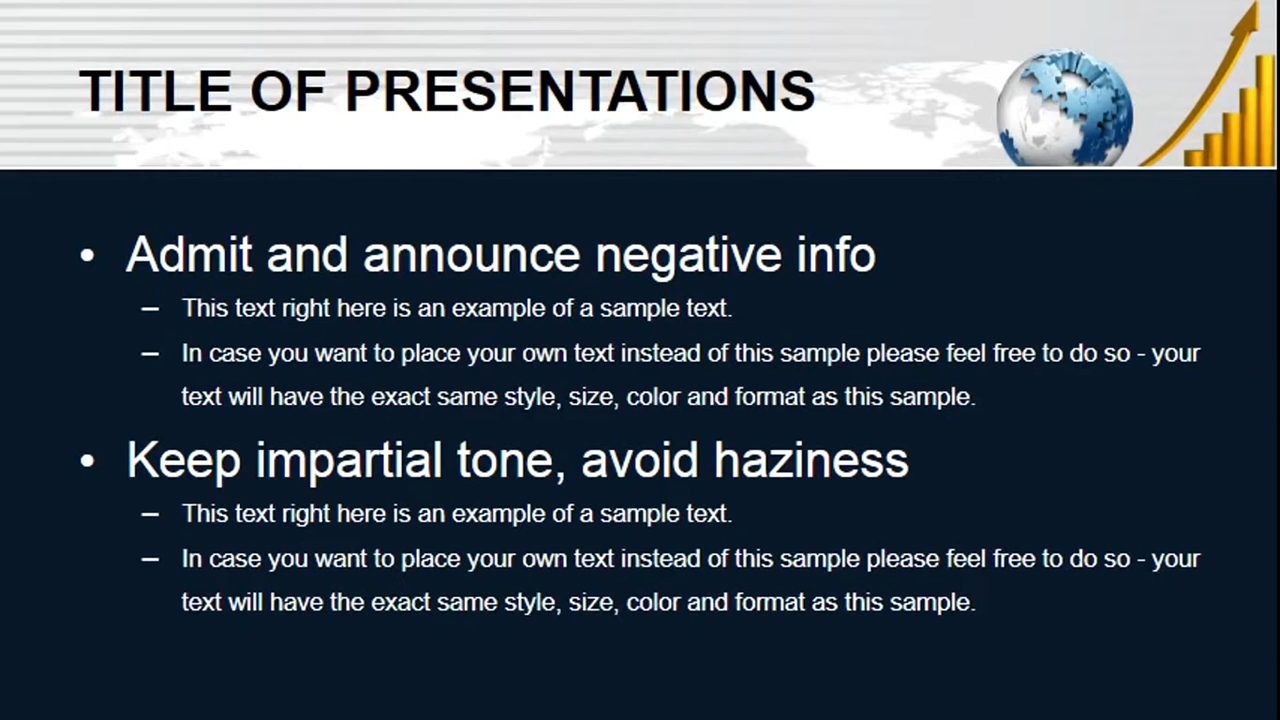 TITLE OF PRESENTATIONS
• Admit and announce negative info
– This text right here is an example of a sample text.
– In case you want to place your own text instead of this sample please feel free to do so - your
text will have the exact same style, size, color and format as this sample.
• Keep impartial tone, avoid haziness
– This text right here is an example of a sample text.
– In case you want to place your own text instead of this sample please feel free to do so - your
text will have the exact same style, size, color and format as this sample.